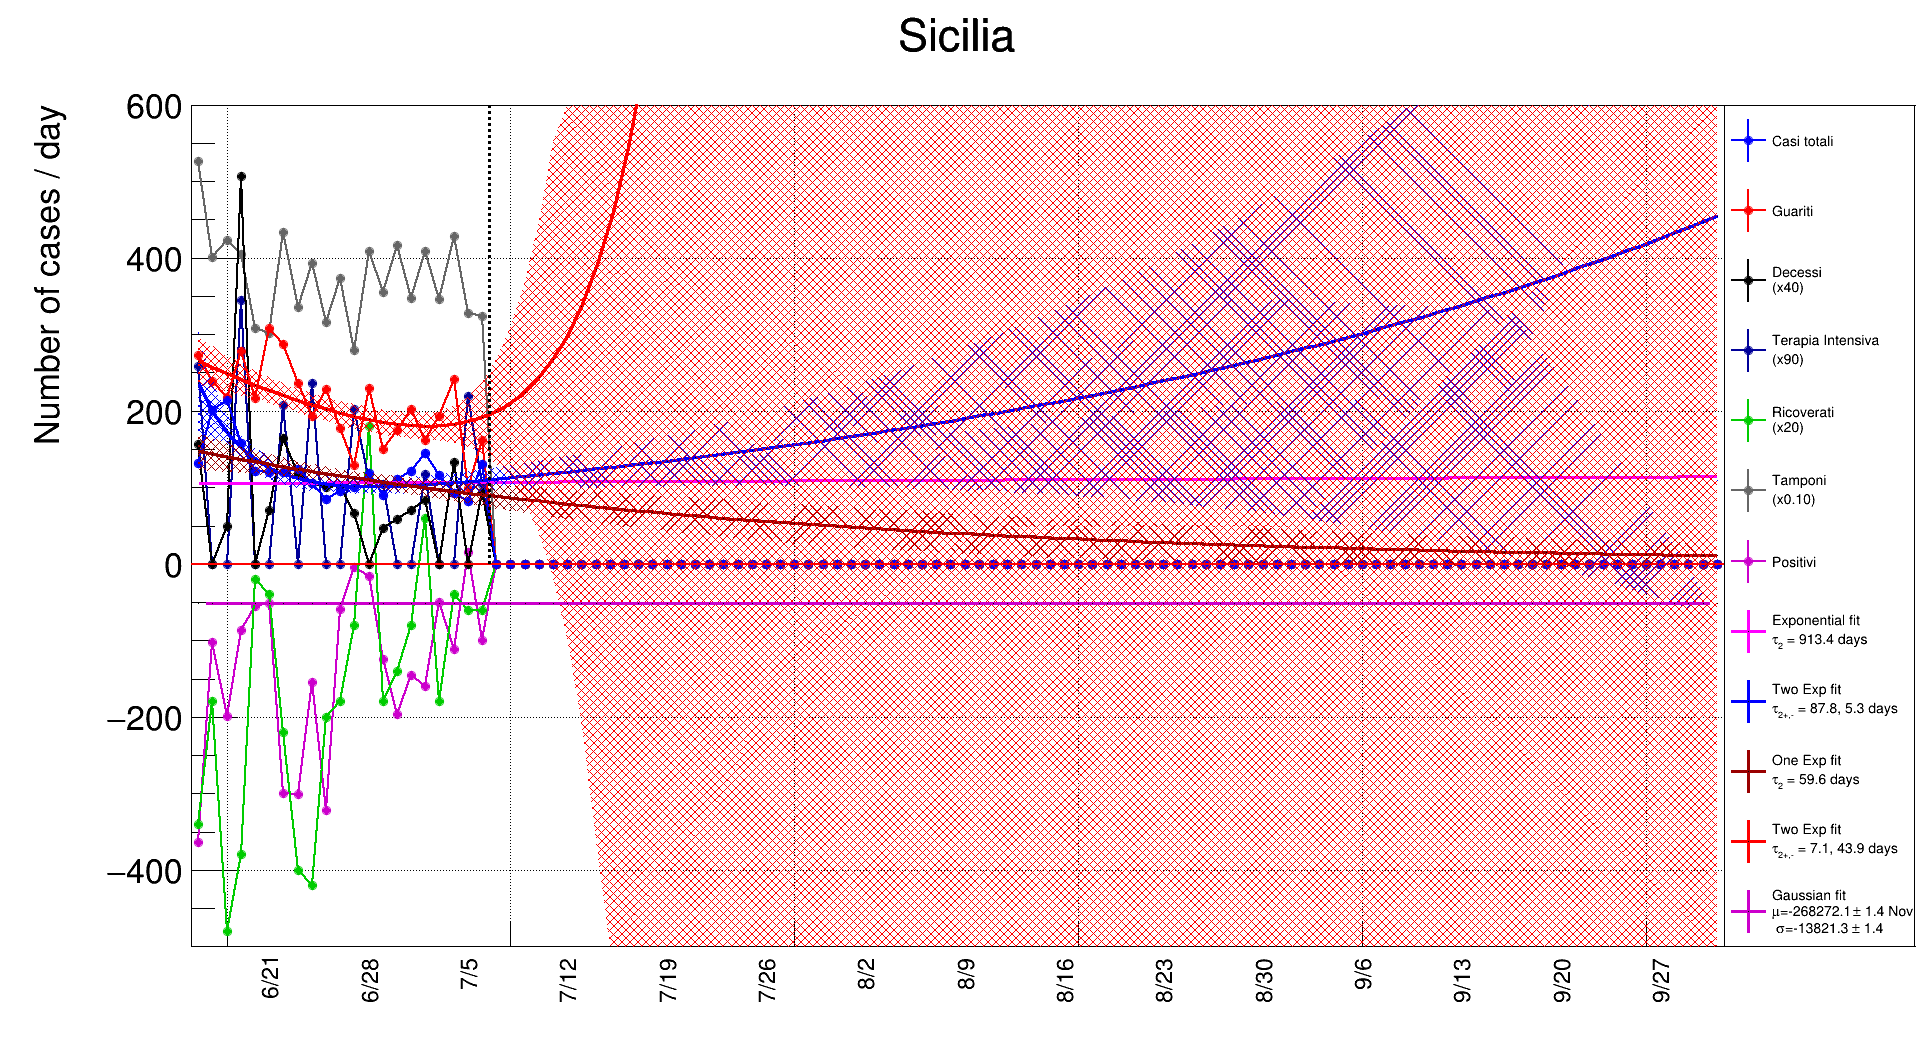 Sicilia
Number of cases / day
600
400
200
0
−200
−400
6/21
6/28
7/5
7/12
7/19
7/26
8/2
8/9
8/16
8/23
8/30
9/6
9/13
9/20
9/27
Casi totali
Guariti
Decessi
(x40)
Terapia Intensiva
(x90)
Ricoverati
(x20)
Tamponi
(x0.10)
Positivi
Exponential fit
τ2 = 913.4 days
Two Exp fit
τ2+,- = 87.8, 5.3 days
One Exp fit
τ2 = 59.6 days
Two Exp fit
τ2+,- = 7.1, 43.9 days
Gaussian fit
μ=-268272.1± 1.4 Nov
σ=-13821.3 ± 1.4